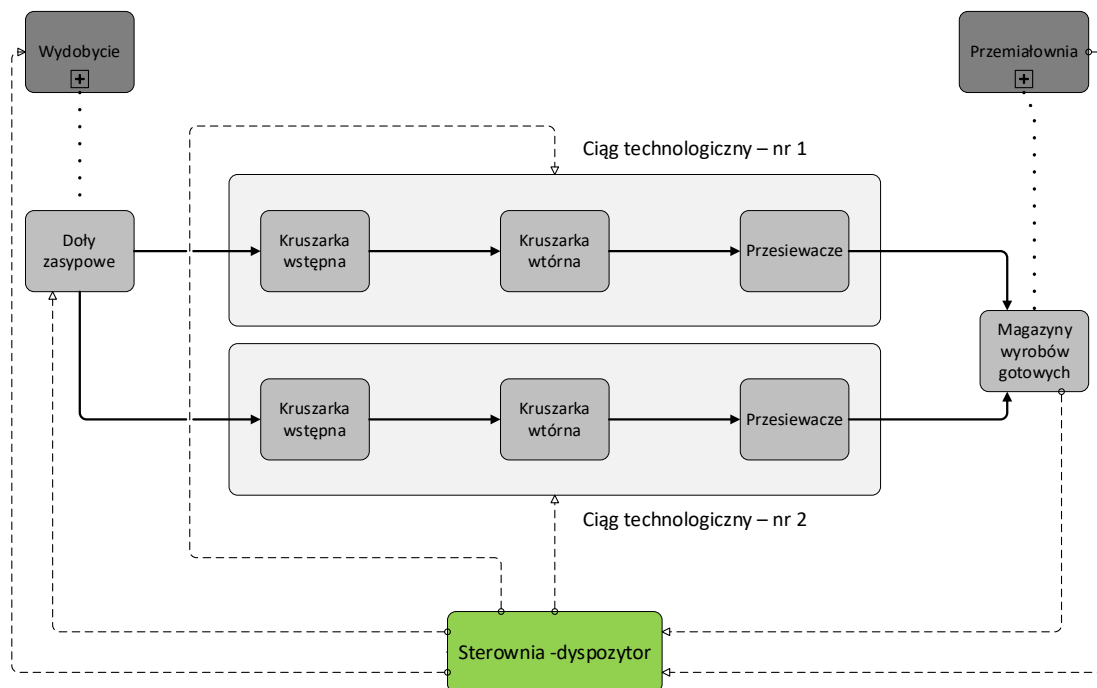 Wydobycie
Przemiałownia
Ciąg technologiczny – nr 1
Doły
zasypowe
Kruszarka
wstępna
Kruszarka
wtórna
Przesiewacze
Magazyny
wyrobów
gotowych
Kruszarka
wstępna
Kruszarka
wtórna
Przesiewacze
Ciąg technologiczny – nr 2
Sterownia -dyspozytor